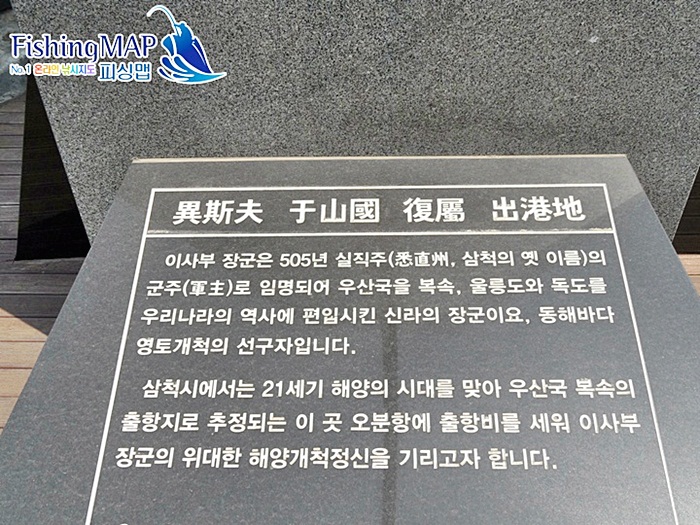 FishingMAP
No.1 온라인 낚시지도 피싱맵
異斯夫 于山國 復屬 出港地
이사부 장군은 505년 실직주(悉直州, 삼척의 옛 이름)의
군주(軍主)로 임명되어 우산국을 복속, 울릉도와 독도를
우리나라의 역사에 편입시킨 신라의 장군이요, 동해바다
영토개척의 선구자입니다.
삼척시에서는 21세기 해양의 시대를 맞아 우산국 복속의
출항지로 추정되는 이 곳 오분항에 출항비를 세워 이사부
장군의 위대한 해양개척정신을 기리고자 합니다.